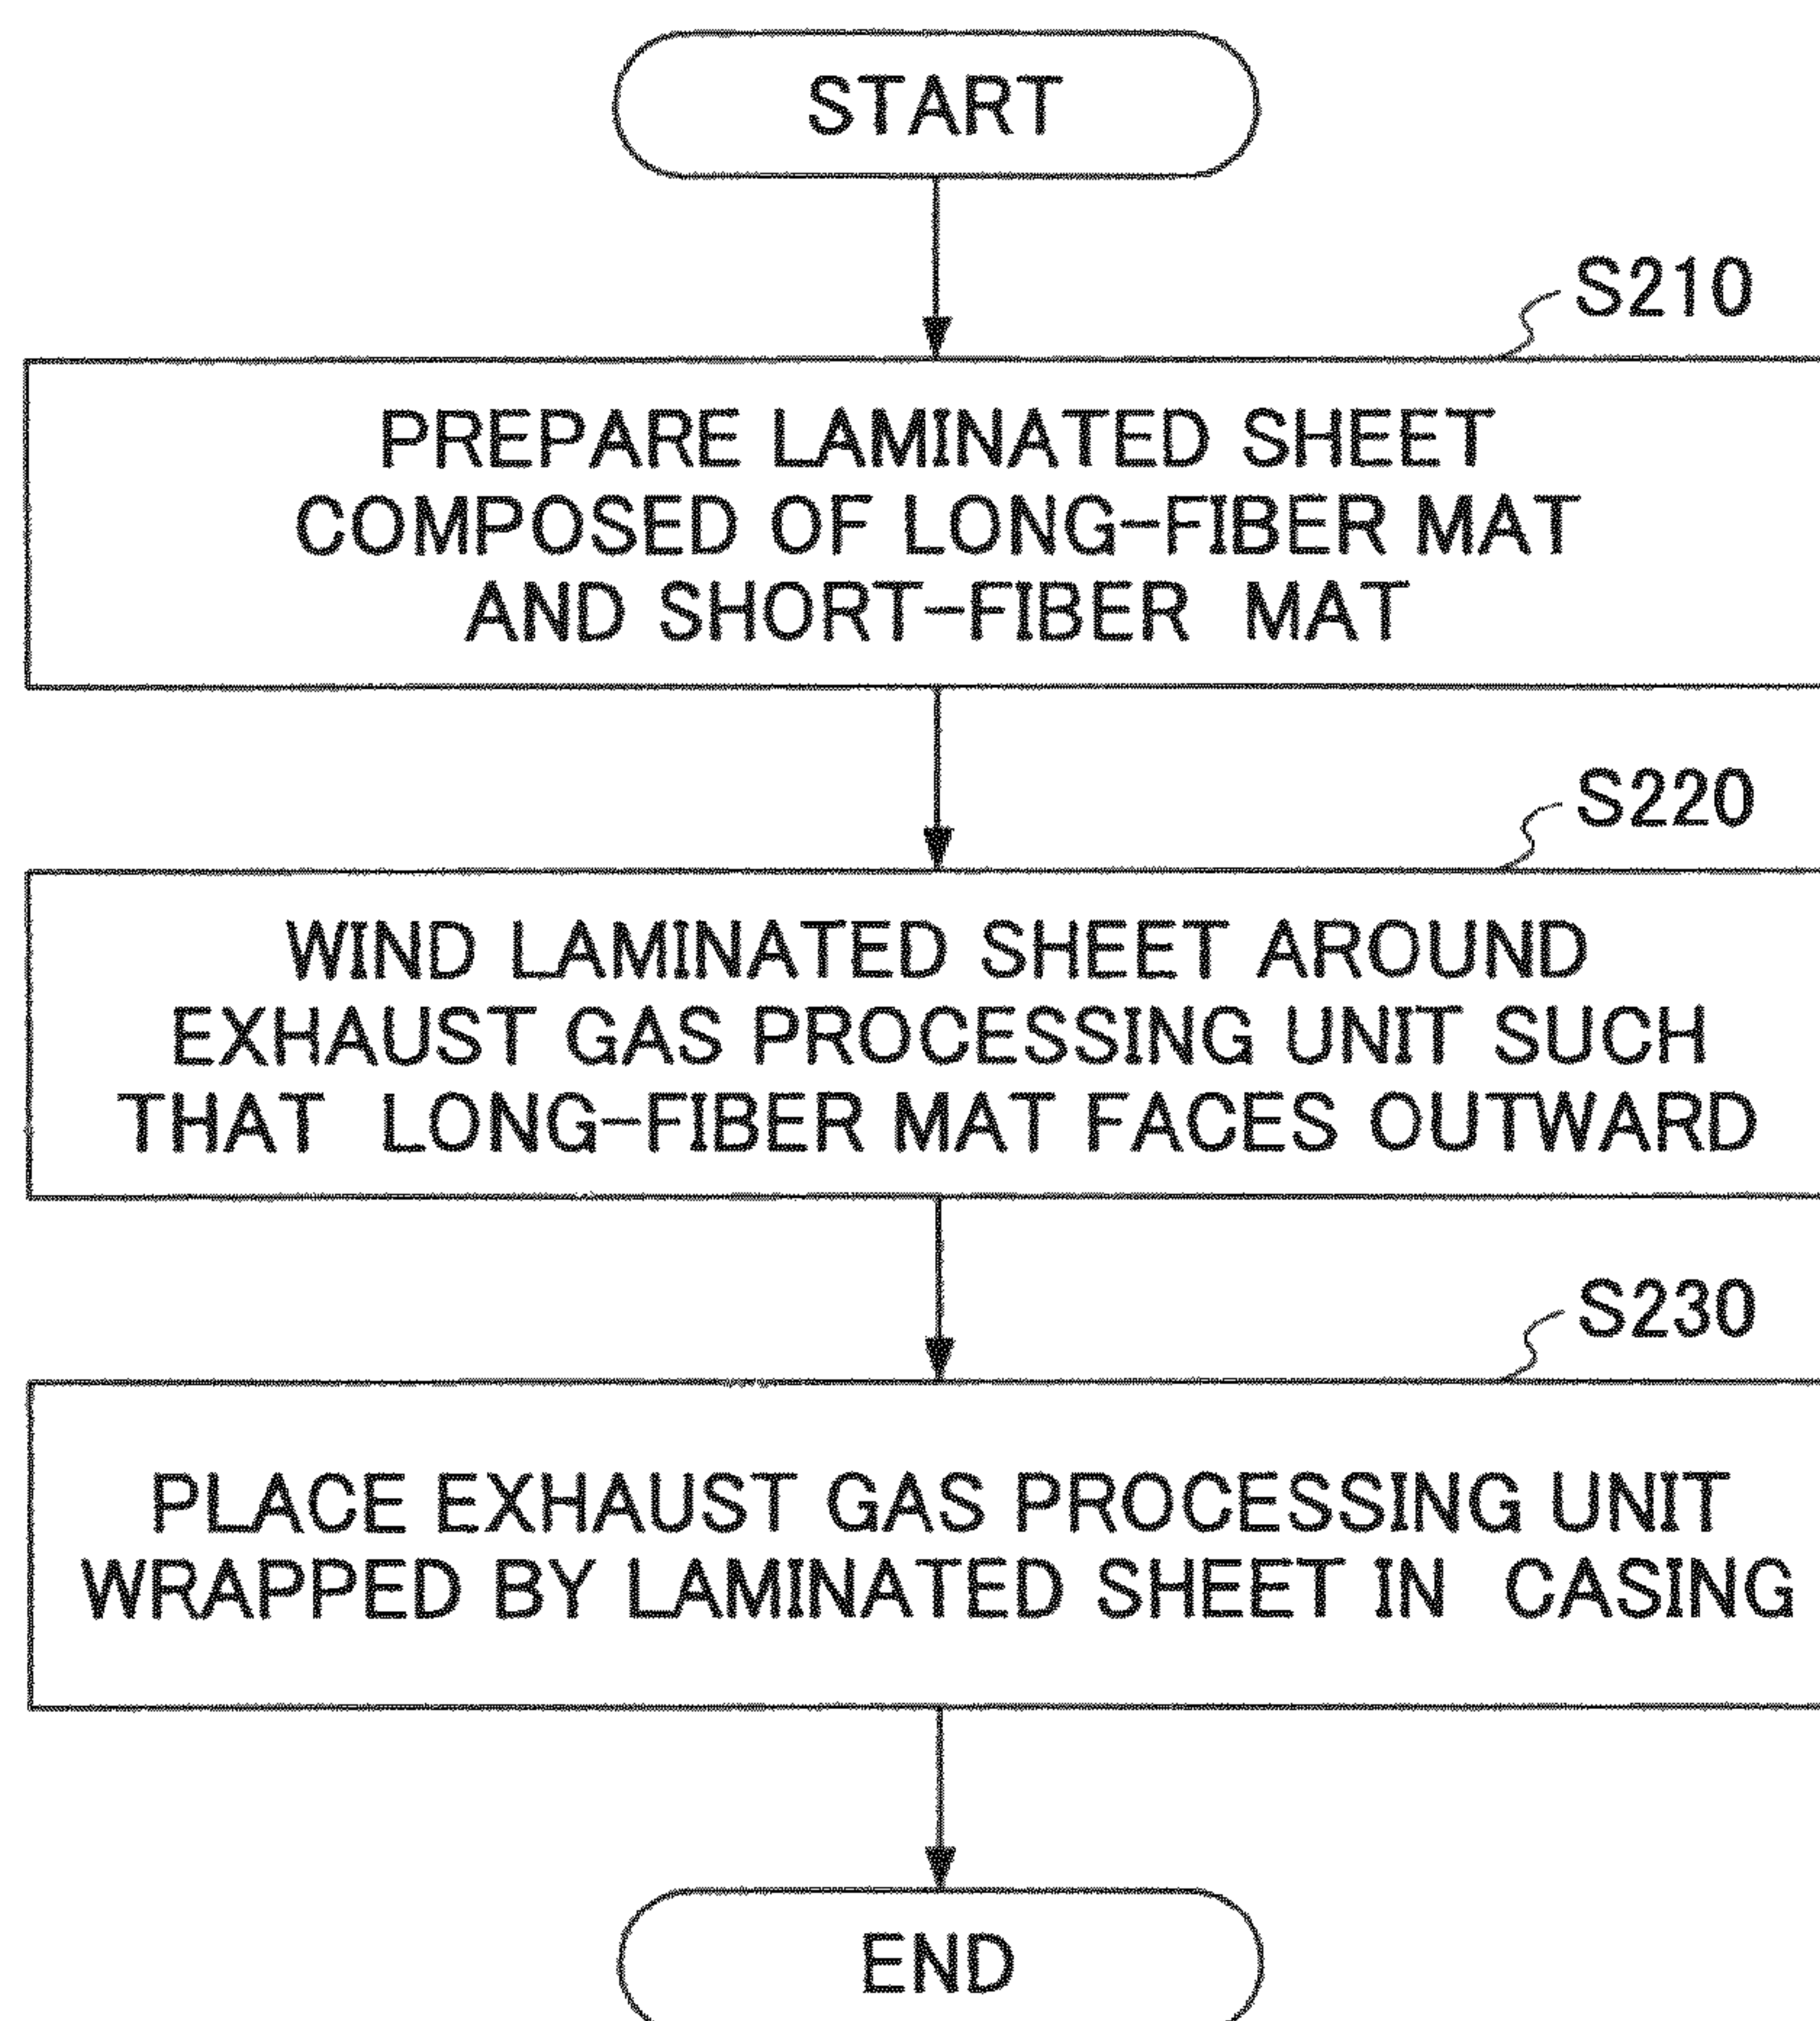 START
S210
PREPARE LAMINATED SHEET
COMPOSED OF LONG-FIBER MAT
AND SHORT-FIBER MAT
S220
WIND LAMINATED SHEET AROUND
EXHAUST GAS PROCESSING UNIT SUCH
THAT LONG-FIBER MAT FACES OUTWARD
S230
PLACE EXHAUST GAS PROCESSING UNIT
WRAPPED BY LAMINATED SHEET IN CASING
END